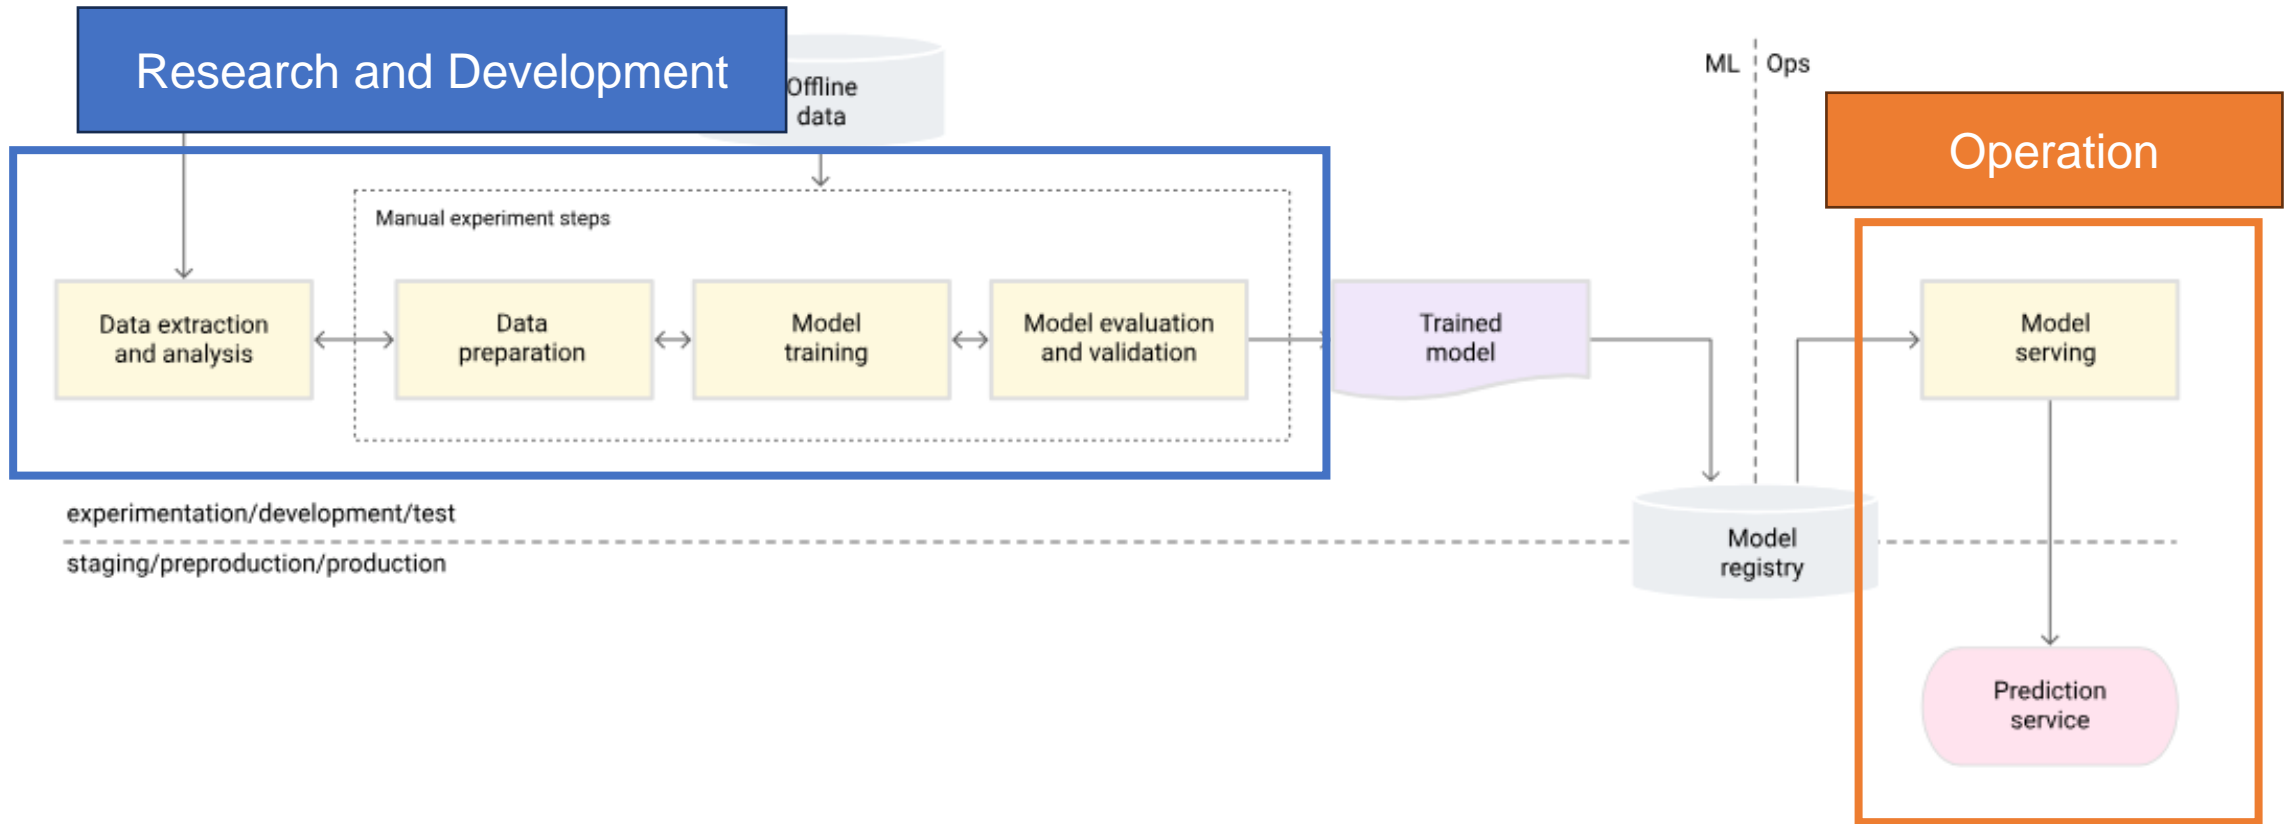 Research and Development
Offline
data
ML
Ops
Operation
Manual experiment steps
Data extraction
and analysis
Data
preparation
Model
training
Model evaluation
and validation
Trained
model
Model
serving
experimentation/development/test
staging/preproduction/production
Model
registry
Prediction
service